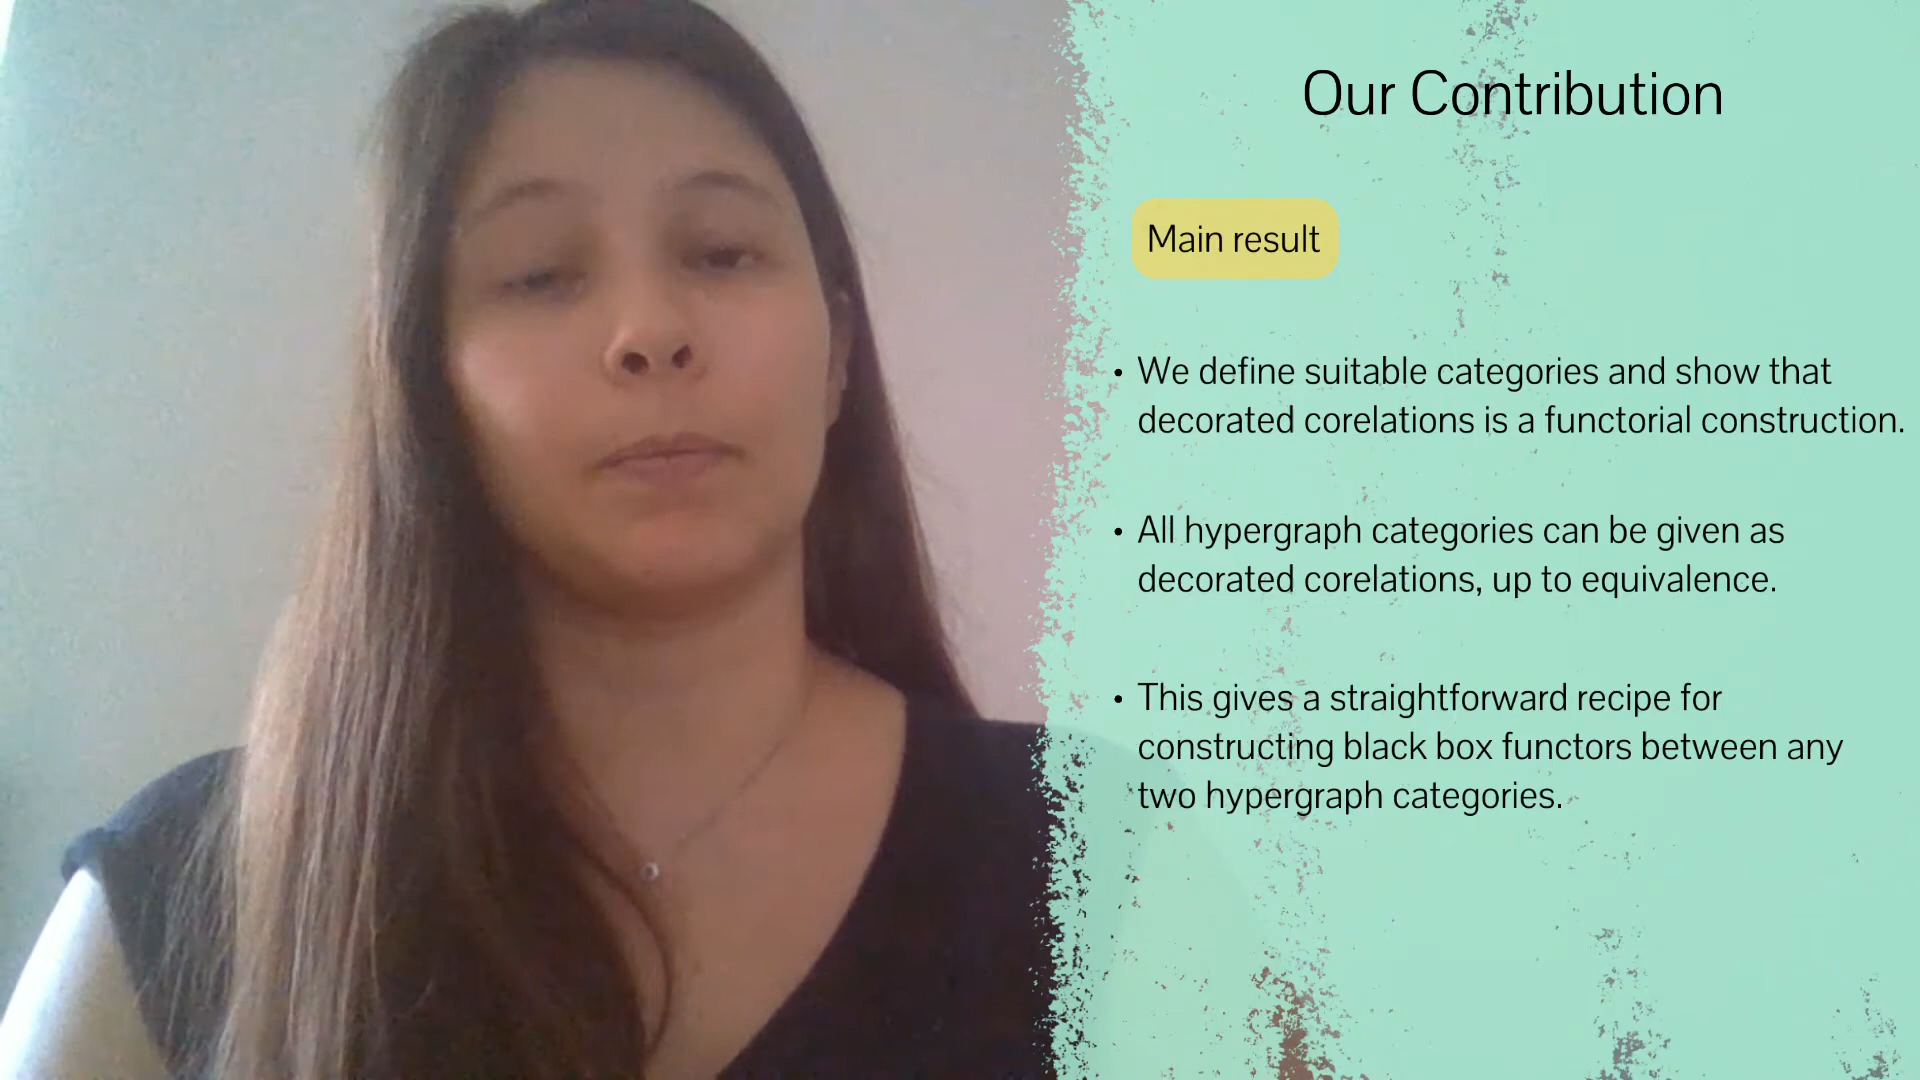 Our Contribution
Main result
• We define suitable categories and show that
decorated corelations is a functorial construction.
• All hypergraph categories can be given as
decorated corelations, up to equivalence.
• This gives a straightforward recipe for
constructing black box functors between any
two hypergraph categories.